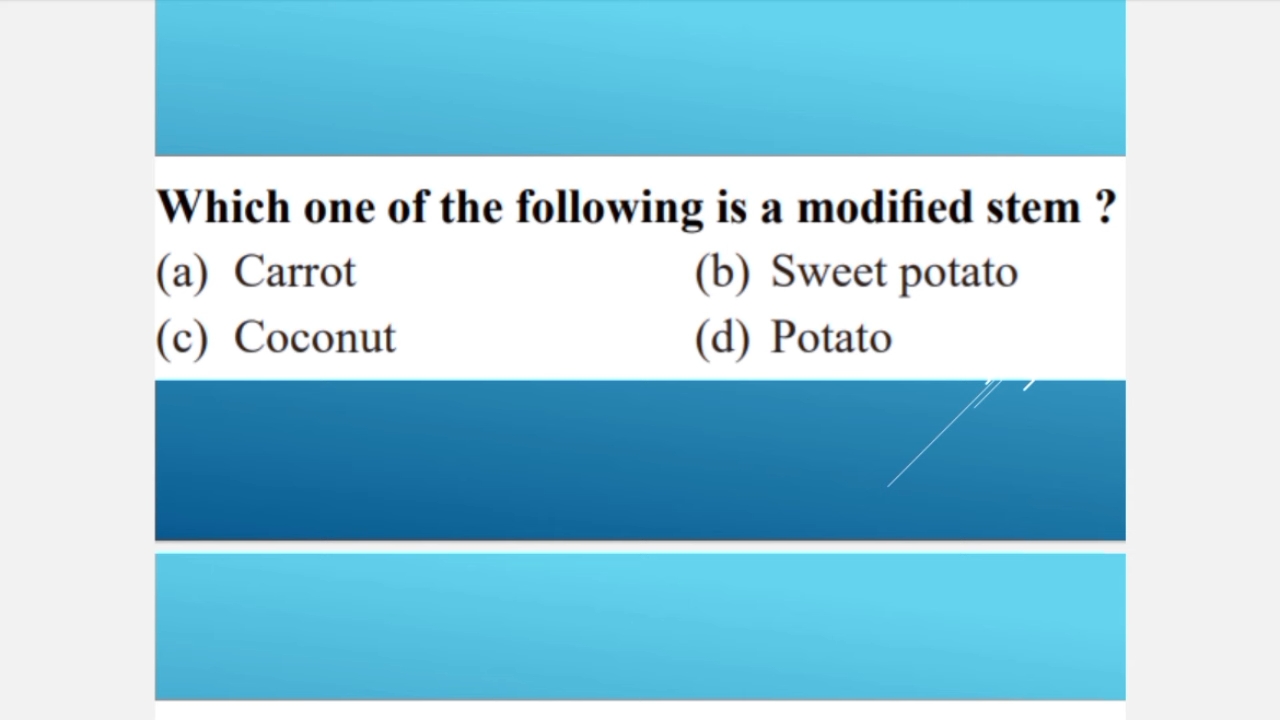 Which one of the following is a modified stem ?
(a) Carrot (b) Sweet potato
(c) Coconut (d) Potato